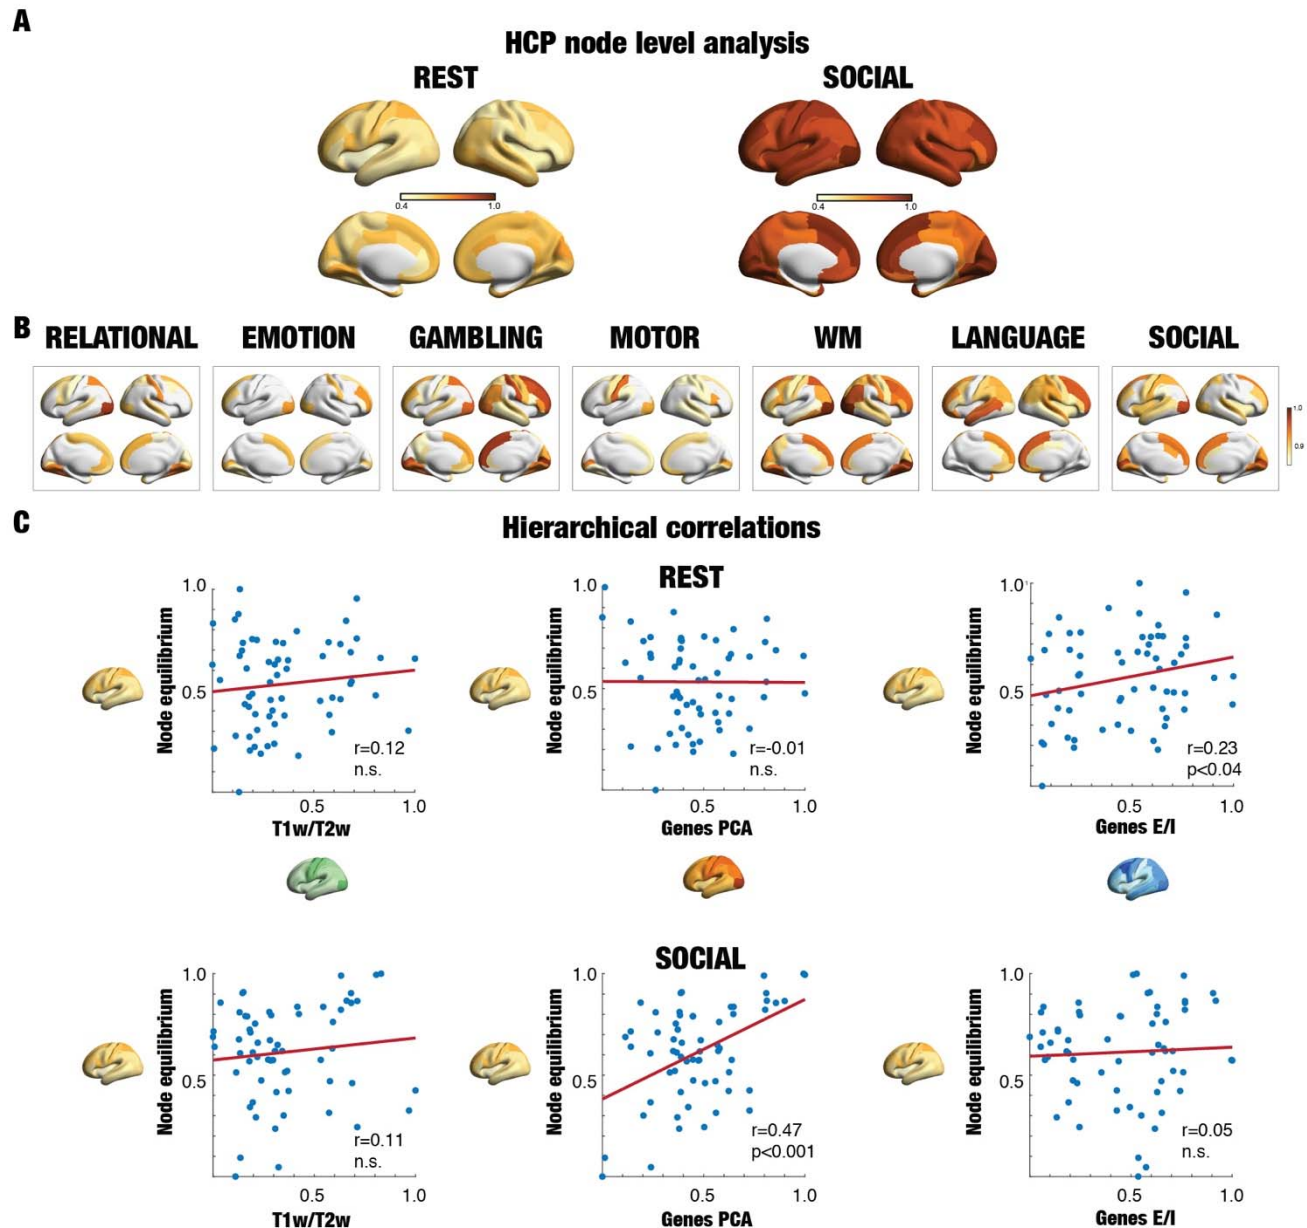 A
HCP node level analysis
REST
SOCIAL
0.4
1.0
0.4
1.0
B
RELATIONAL
EMOTION
GAMBLING
MOTOR
WM
LANGUAGE
SOCIAL
1.0
0.9
C
Hierarchical correlations
REST
1.0
0.5
Node equilibrium
r=0.12
n.s.
0.5
1.0
T1w/T2w
1.0
0.5
Node equilibrium
r=-0.01
n.s.
0.5
1.0
Genes PCA
1.0
0.5
Node equilibrium
r=0.23
p<0.04
0.5
1.0
Genes E/I
SOCIAL
1.0
0.5
Node equilibrium
r=0.11
n.s.
0.5
1.0
T1w/T2w
1.0
0.5
Node equilibrium
r=0.47
p<0.001
0.5
1.0
Genes PCA
1.0
0.5
Node equilibrium
r=0.05
n.s.
0.5
1.0
Genes E/I